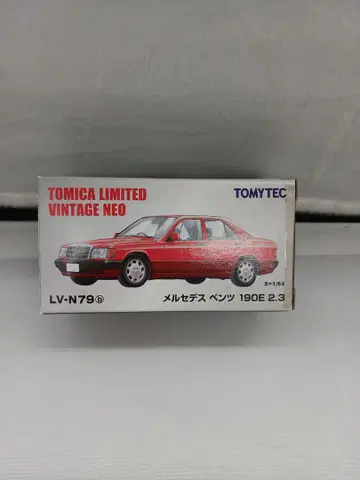 TOMICA LIMITED
VINTAGE NEO
TOMYTEC
S=1/64
LV-N79ⓑ
メルセデス ベンツ 190E 2.3